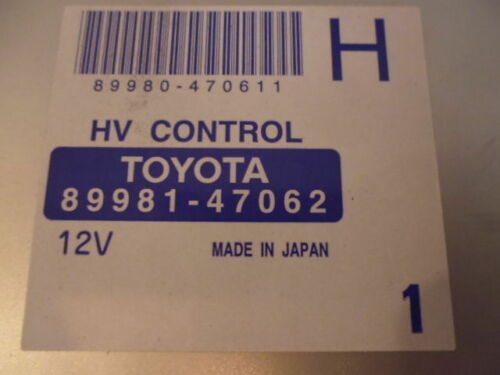 H
89980-470611
HV CONTROL
TOYOTA
89981-47062
12V MADE IN JAPAN
1